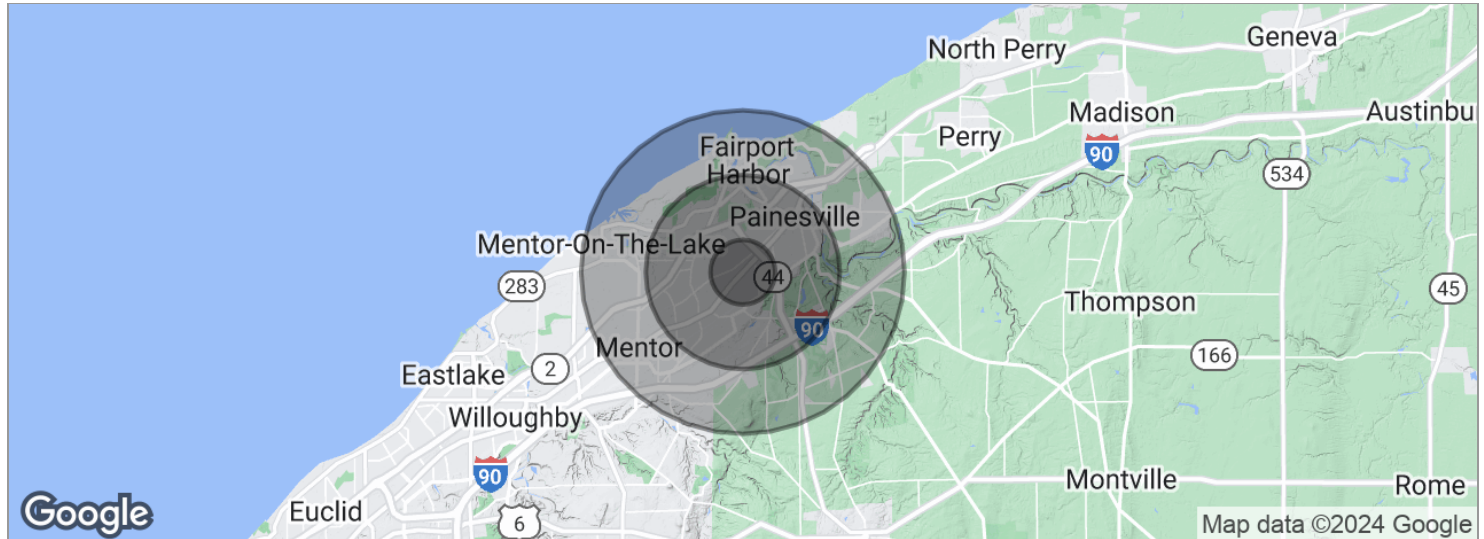 Geneva
North Perry
Madison
Austinbu
Perry
90
Fairport
Harbor
534
Painesville
Mentor-On-The-Lake
44
283
45
Thompson
90
Mentor
166
2
Eastlake
Willoughby
90
Montville
Rome
Google
Euclid
6
Map data ©2024 Google